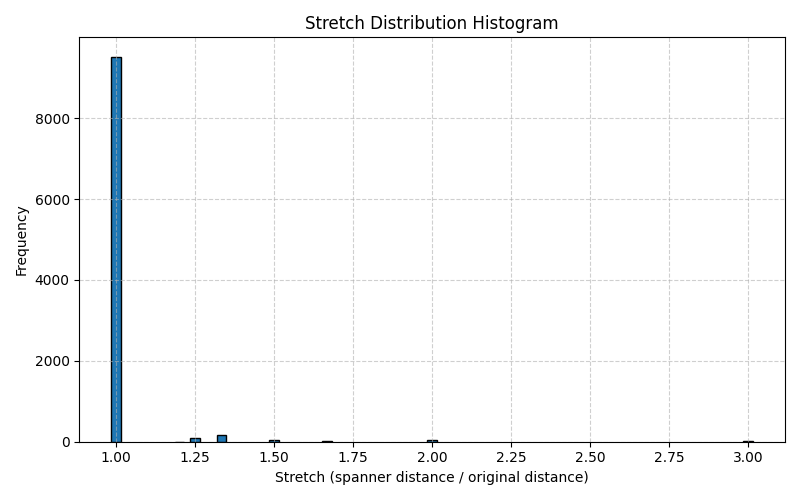 Stretch Distribution Histogram
8000
6000
4000
2000
0
Frequency
1.00 1.25 1.50 1.75 2.00 2.25 2.50 2.75 3.00
Stretch (spanner distance / original distance)